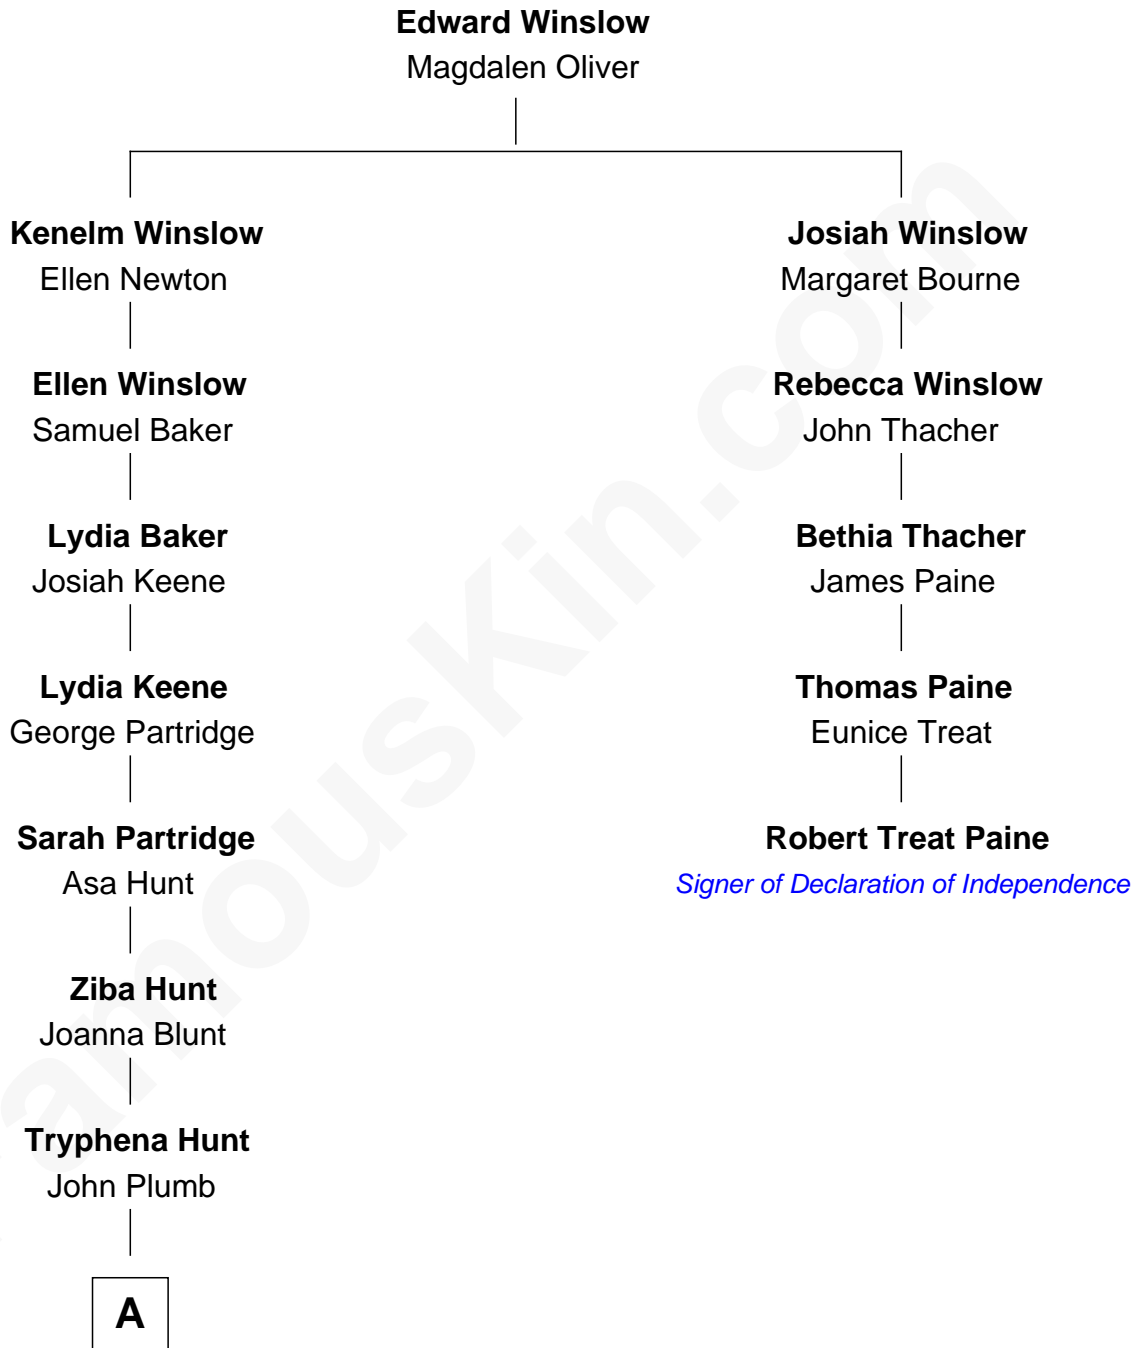 Edward Winslow
Magdalen Oliver
Kenelm Winslow
Ellen Newton
Ellen Winslow
Samuel Baker
Lydia Baker
Josiah Keene
Lydia Keene
George Partridge
Sarah Partridge
Asa Hunt
Ziba Hunt
Joanna Blunt
Tryphena Hunt
John Plumb
A
Josiah Winslow
Margaret Bourne
Rebecca Winslow
John Thacher
Bethia Thacher
James Paine
Thomas Paine
Eunice Treat
Robert Treat Paine
Signer of Declaration of Independence
amouskin.com